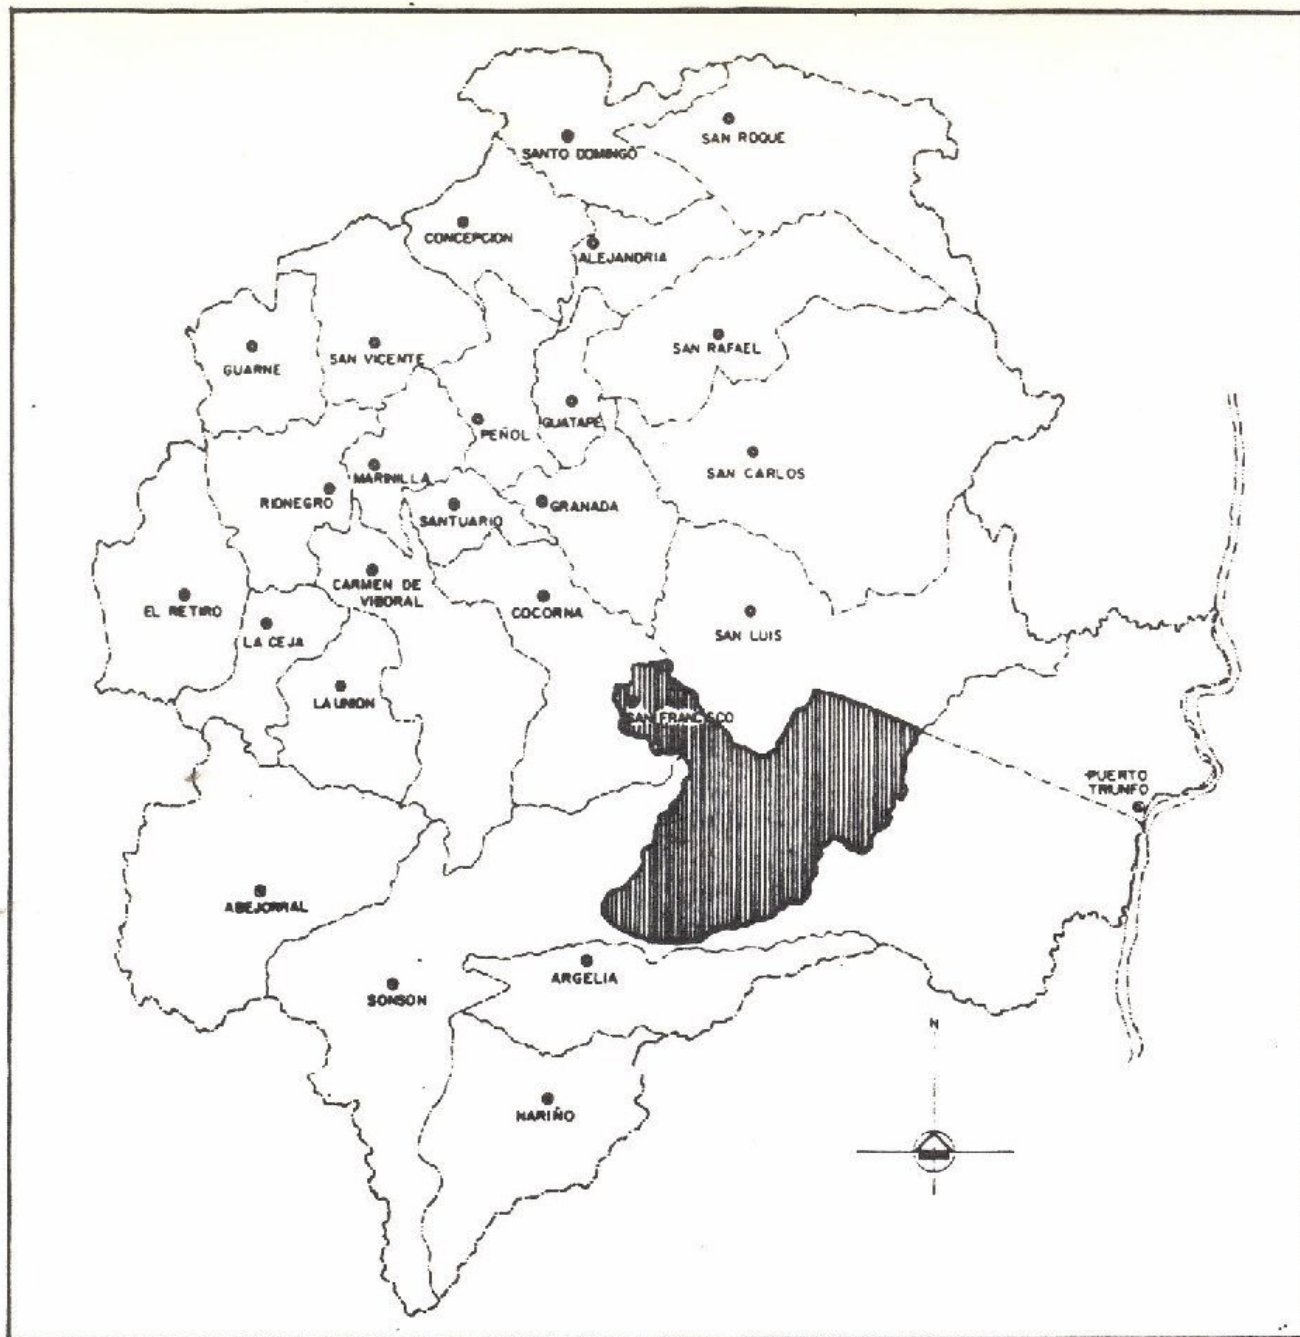 SAN ROQUE
SANTO DOMINGO
CONCEPCION
ALEJANDRIA
SAN RAFAEL
SAN VICENTE
GUARNE
GUATAPE
PEÑOL
SAN CARLOS
MARINILLA
RIONEGRO
SANTUARIO
GRANADA
CARMEN DE
VIBORAL
EL RETIRO
COCORNA
SAN LUIS
LA CEJA
LA UNION
SAN FRANCISCO
PUERTO
TRIUNFO
ABEJORRAL
ARGELIA
SONSON
N
NARIÑO